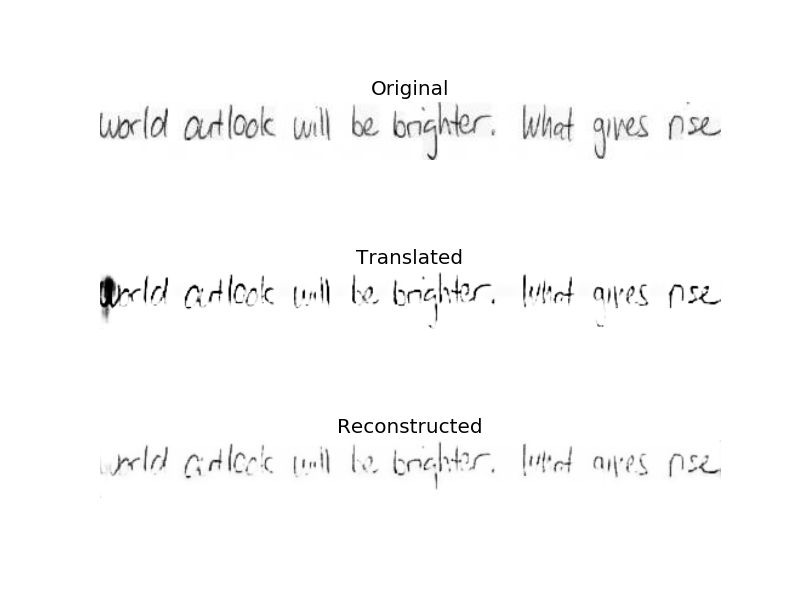 Original
world outlook will be brighter. What gives rise
Translated
world outlook will be brighter. What gives rise
Reconstructed
world outlook will be brighter. What gives rise